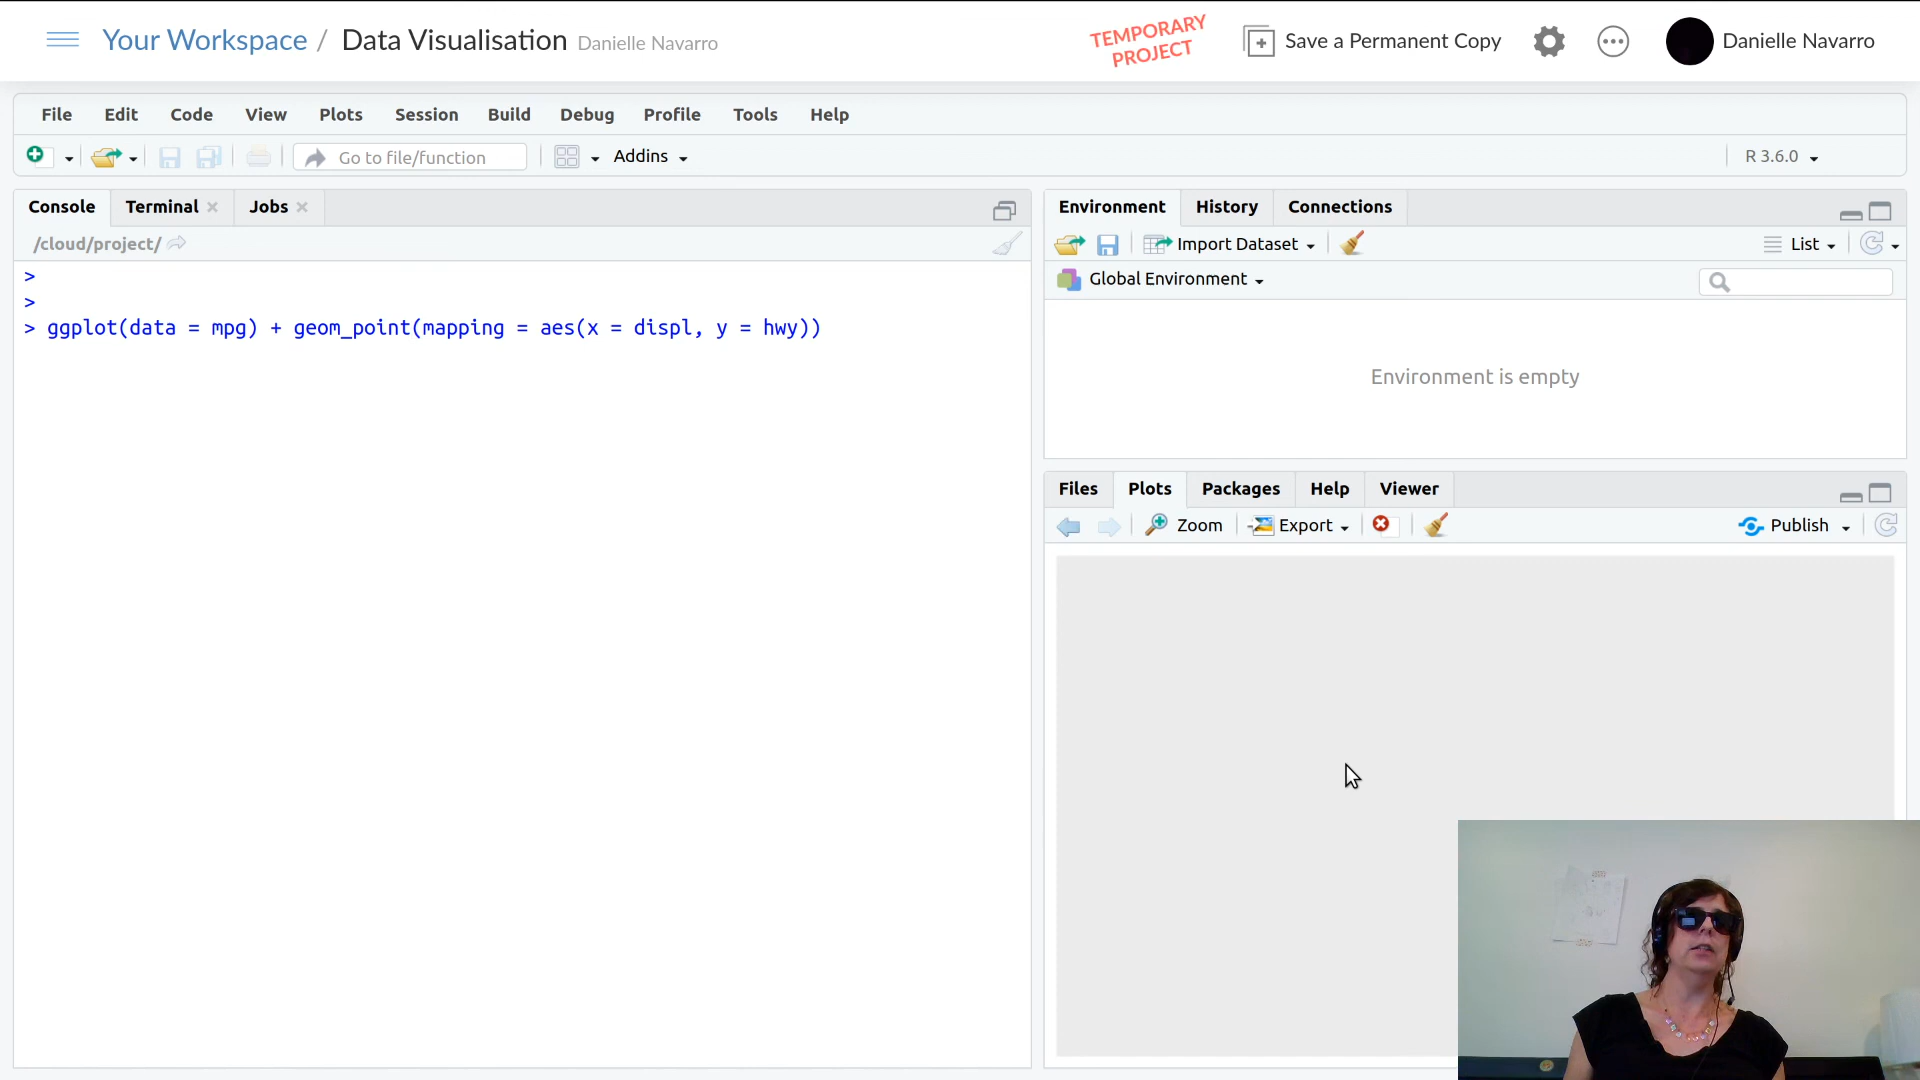 Your Workspace / Data Visualisation Danielle Navarro
TEMPORARY
PROJECT
Save a Permanent Copy
Danielle Navarro
File Edit Code View Plots Session Build Debug Profile Tools Help
Go to file/function
Addins
R 3.6.0
Console Terminal Jobs
/cloud/project/
>
>
> ggplot(data = mpg) + geom_point(mapping = aes(x = displ, y = hwy))
Environment History Connections
Import Dataset
List
Global Environment
Environment is empty
Files Plots Packages Help Viewer
Zoom Export Publish